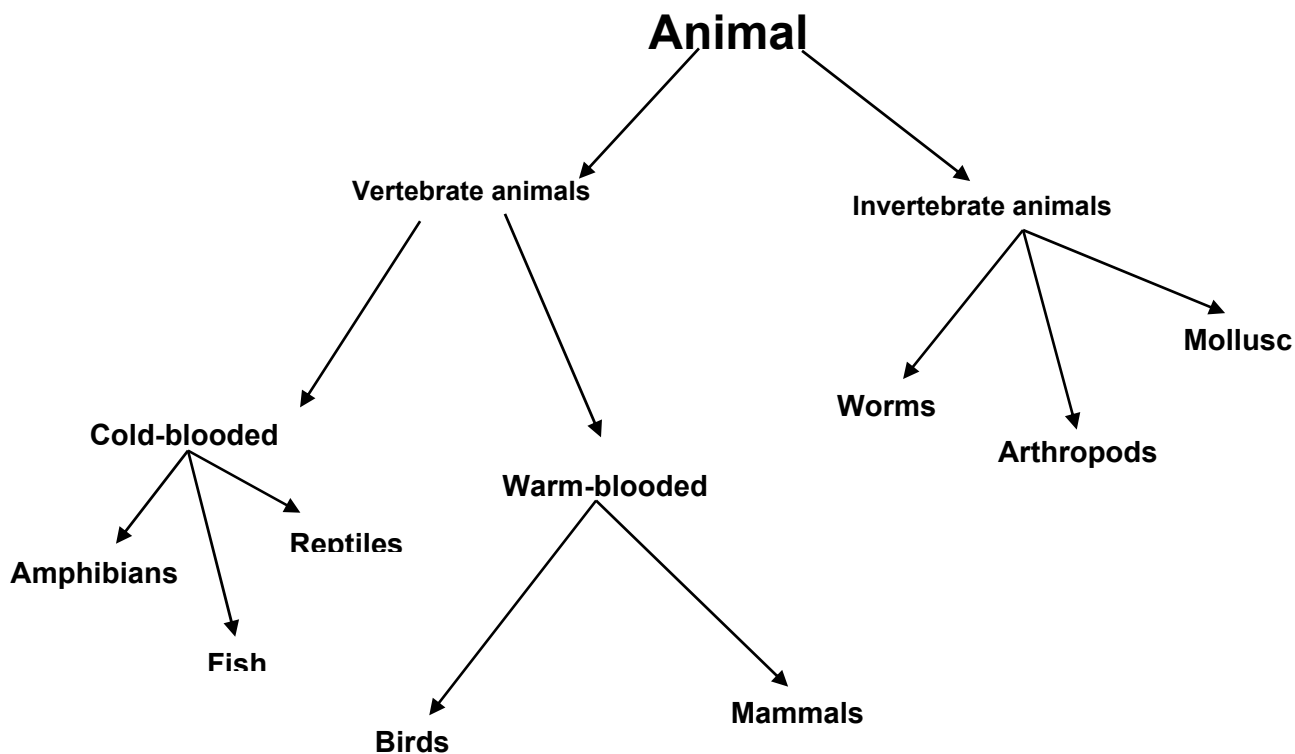 Animal
Vertebrate animals
Invertebrate animals
Mollusc
Worms
Arthropods
Cold-blooded
Warm-blooded
Reptiles
Amphibians
Fish
Mammals
Birds